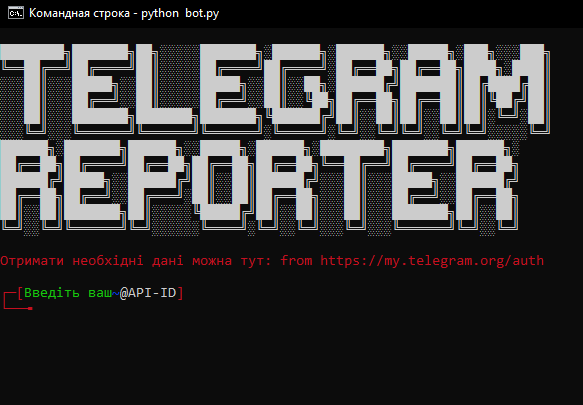 Командная строка - python  bot.py
TELEGRAM
REPORTER
Отримати необхідні дані можна тут: from https://my.telegram.org/auth
[Введіть ваш~@API-ID]